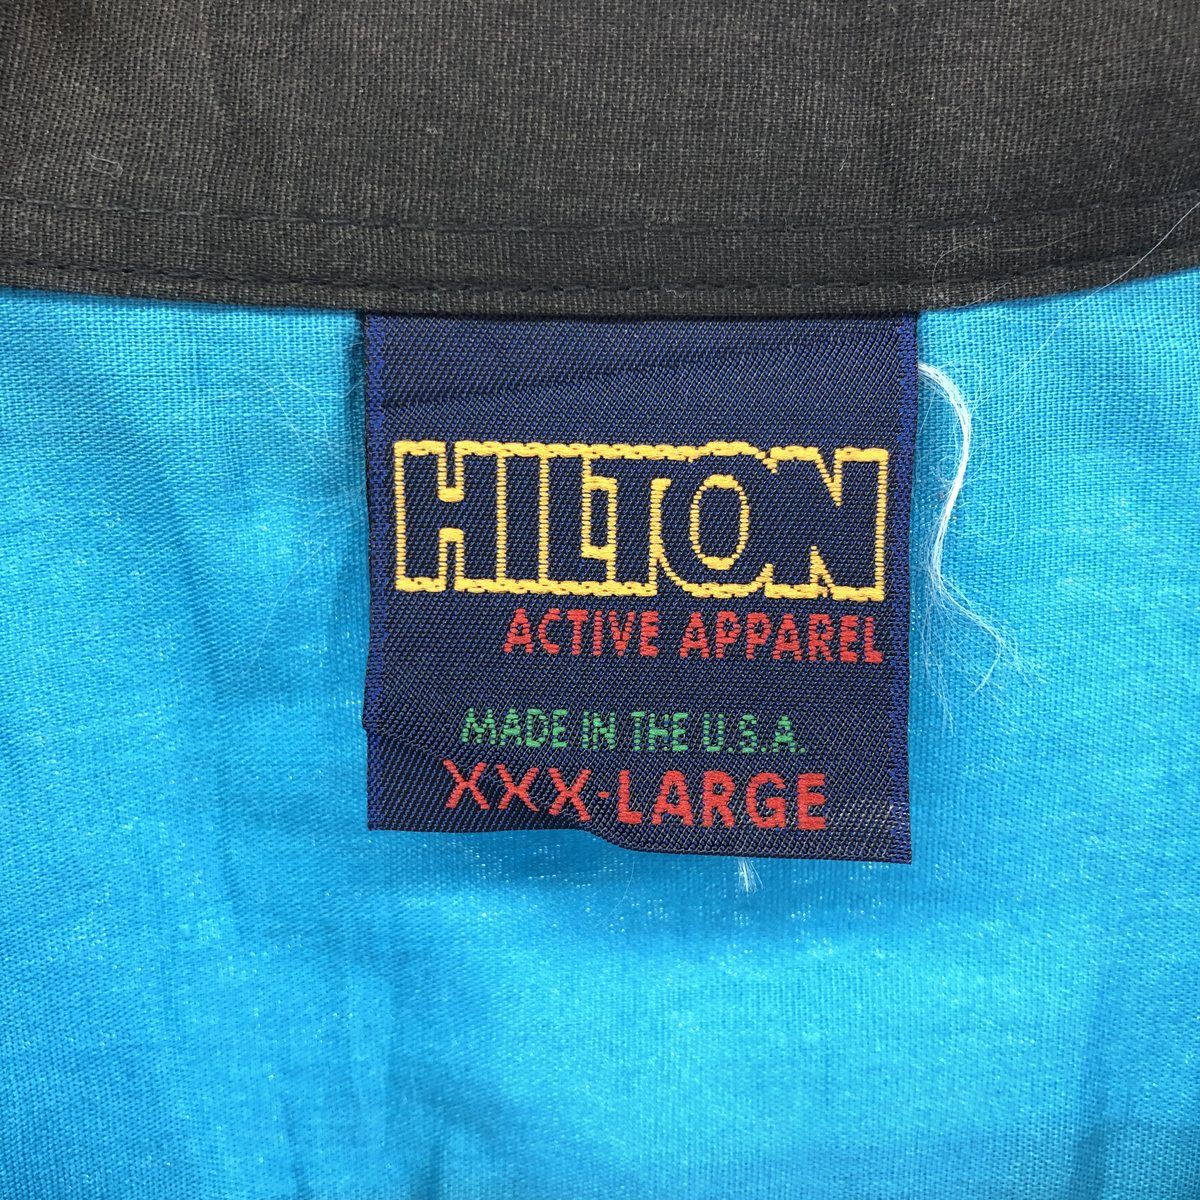 HILTON
ACTIVE APPAREL
MADE IN THE U.S.A.
XXX-LARGE